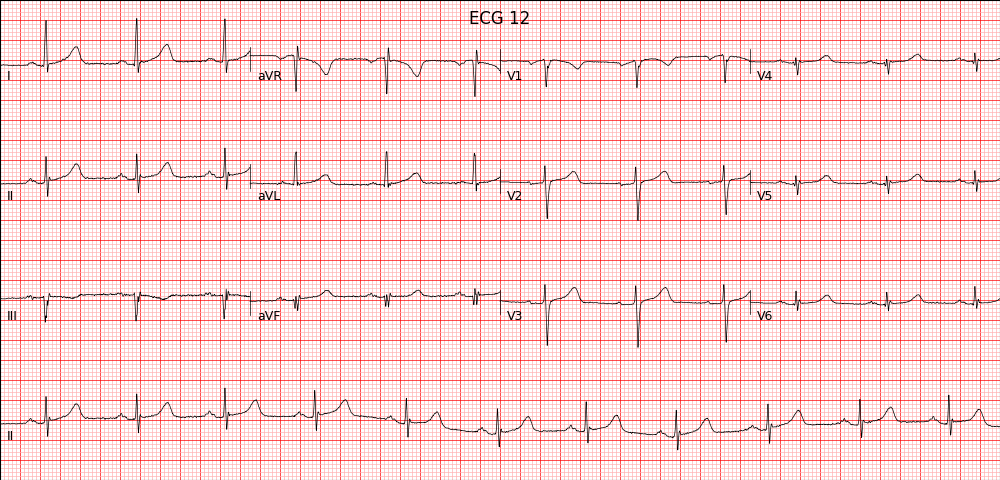 ECG 12
I aVR V1 V4
II aVL V2 V5
III aVF V3 V6
II